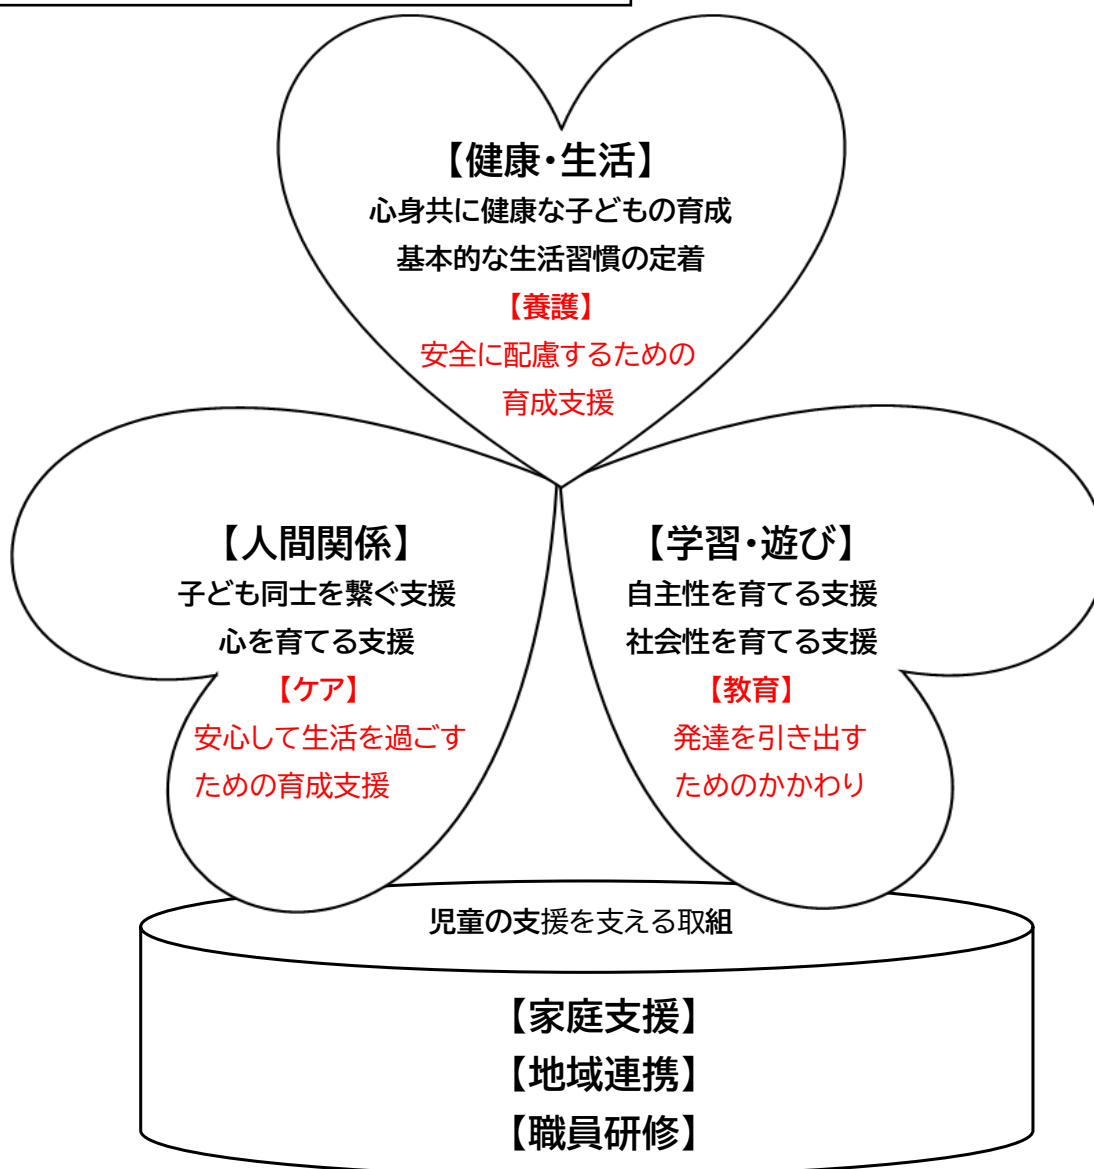 【健康・生活】
心身共に健康な子どもの育成
基本的な生活習慣の定着
【養護】
安全に配慮するための
育成支援
【人間関係】
子ども同士を繋ぐ支援
心を育てる支援
【ケア】
安心して生活を過ごす
ための育成支援
【学習・遊び】
自主性を育てる支援
社会性を育てる支援
【教育】
発達を引き出す
ためのかかわり
児童の支援を支える取組
【家庭支援】
【地域連携】
【職員研修】